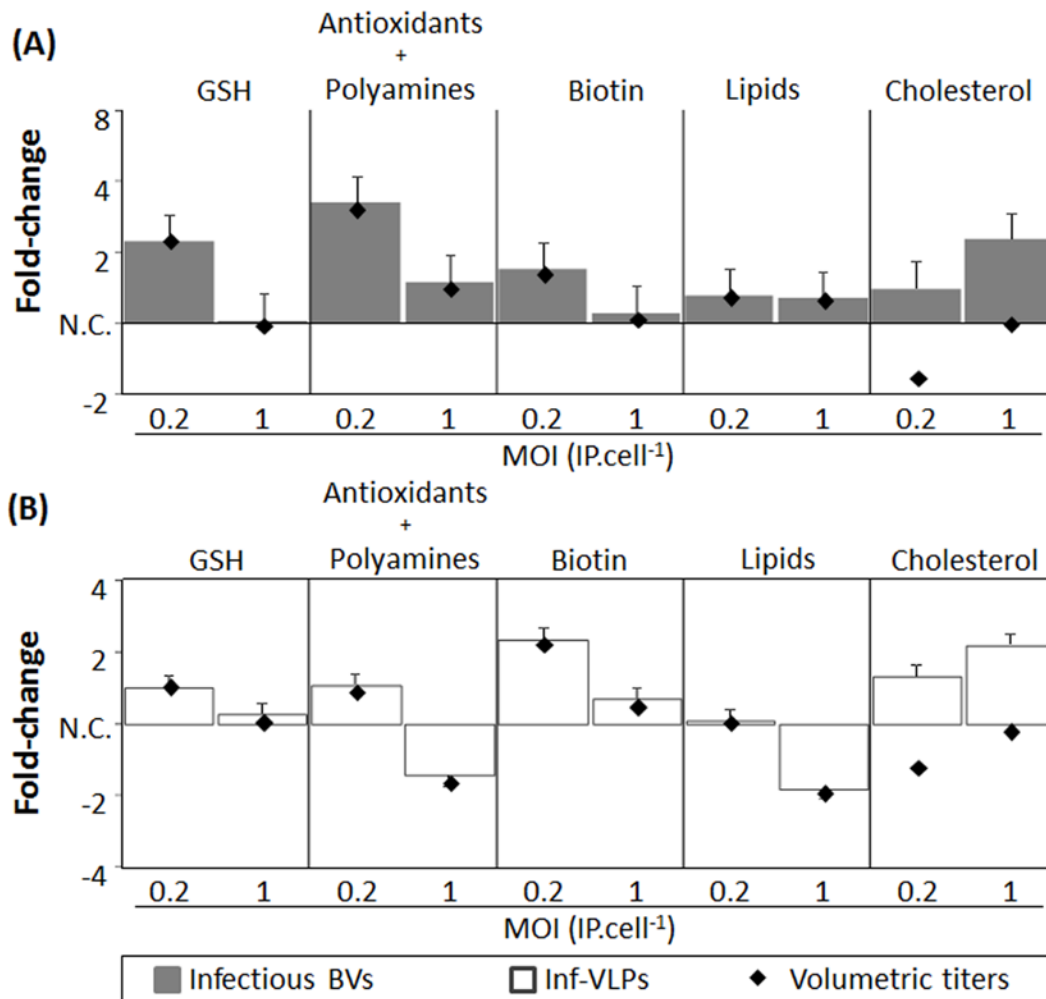 (A)
Antioxidants
+
GSH Polyamines Biotin Lipids Cholesterol
Fold-change
8
4
2
N.C.
-2
0.2 1 0.2 1 0.2 1 0.2 1 0.2 1
MOI (IP.cell⁻¹)
(B)
Antioxidants
+
GSH Polyamines Biotin Lipids Cholesterol
Fold-change
4
2
N.C.
-2
-4
0.2 1 0.2 1 0.2 1 0.2 1 0.2 1
MOI (IP.cell⁻¹)
Infectious BVs Inf-VLPs Volumetric titers